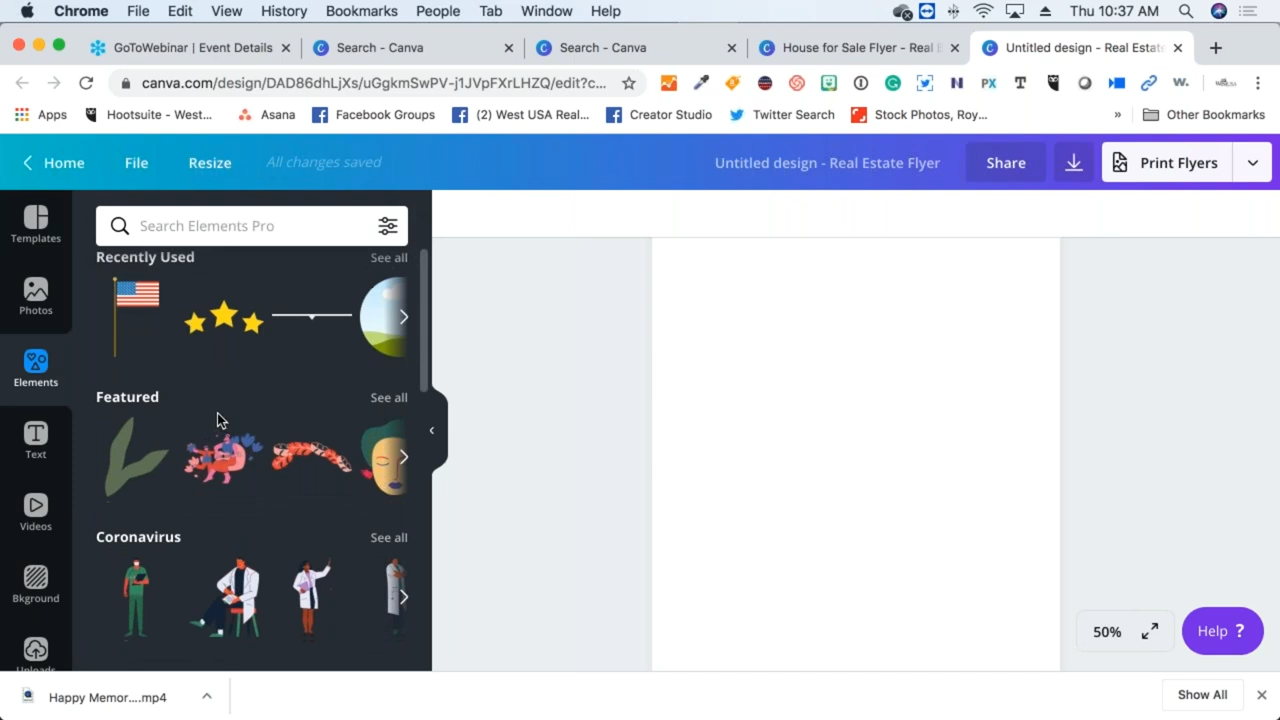 Chrome File Edit View History Bookmarks People Tab Window Help Thu 10:37 AM
GoToWebinar | Event Details Search - Canva Search - Canva House for Sale Flyer - Real Untitled design - Real Estate
canva.com/design/DAD86dhLjXs/uGgkmSwPV-j1JVpFXrLHZQ/edit?c...
Apps Hootsuite - West... Asana Facebook Groups (2) West USA Real... Creator Studio Twitter Search Stock Photos, Roy... » Other Bookmarks
Home File Resize All changes saved Untitled design - Real Estate Flyer Share Print Flyers
Templates
Photos
Elements
Text
Videos
Bkground
Uploads
Search Elements Pro
Recently Used See all
Featured See all
Coronavirus See all
50% Help ?
Happy Memor....mp4 Show All